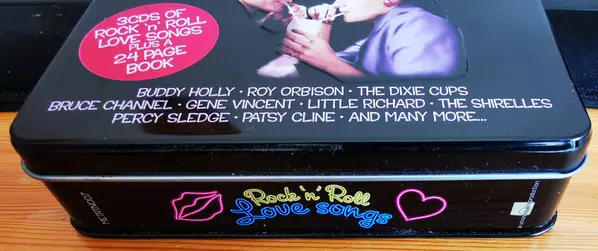 3CDS OF
ROCK 'n' ROLL
LOVE SONGS
PLUS A
24 PAGE
BOOK
BUDDY HOLLY • ROY ORBISON • THE DIXIE CUPS
BRUCE CHANNEL • GENE VINCENT • LITTLE RICHARD • THE SHIRELLES
PERCY SLEDGE • PATSY CLINE • AND MANY MORE...
Rock 'n' Roll
Love songs